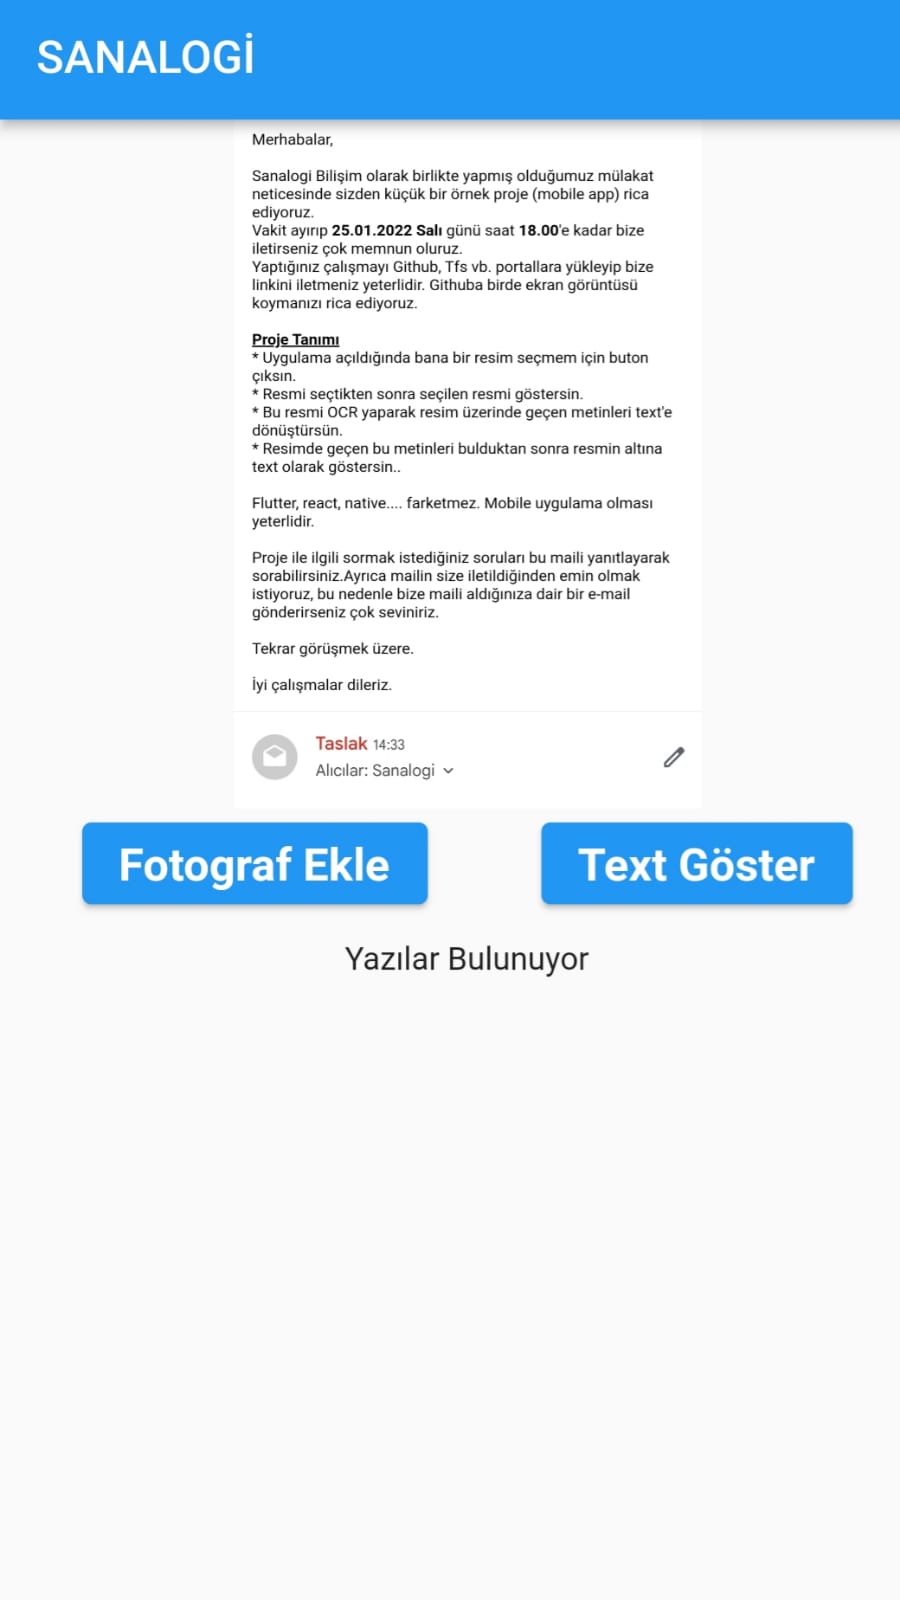 SANALOGİ
Merhabalar,
Sanalogi Bilişim olarak birlikte yapmış olduğumuz mülakat
neticesinde sizden küçük bir örnek proje (mobile app) rica
ediyoruz.
Vakit ayırıp 25.01.2022 Salı günü saat 18.00'e kadar bize
iletirseniz çok memnun oluruz.
Yaptığınız çalışmayı Github, Tfs vb. portallara yükleyip bize
linkini iletmeniz yeterlidir. Githuba birde ekran görüntüsü
koymanızı rica ediyoruz.
Proje Tanımı
* Uygulama açıldığında bana bir resim seçmem için buton
çıksın.
* Resmi seçtikten sonra seçilen resmi göstersin.
* Bu resmi OCR yaparak resim üzerinde geçen metinleri text'e
dönüştürsün.
* Resimde geçen bu metinleri bulduktan sonra resmin altına
text olarak göstersin..
Flutter, react, native.... farketmez. Mobile uygulama olması
yeterlidir.
Proje ile ilgili sormak istediğiniz soruları bu maili yanıtlayarak
sorabilirsiniz.Ayrıca mailin size iletildiğinden emin olmak
istiyoruz, bu nedenle bize maili aldığınıza dair bir e-mail
gönderirseniz çok seviniriz.
Tekrar görüşmek üzere.
İyi çalışmalar dileriz.
Taslak 14:33
Alıcılar: Sanalogi
Fotograf Ekle
Text Göster
Yazılar Bulunuyor